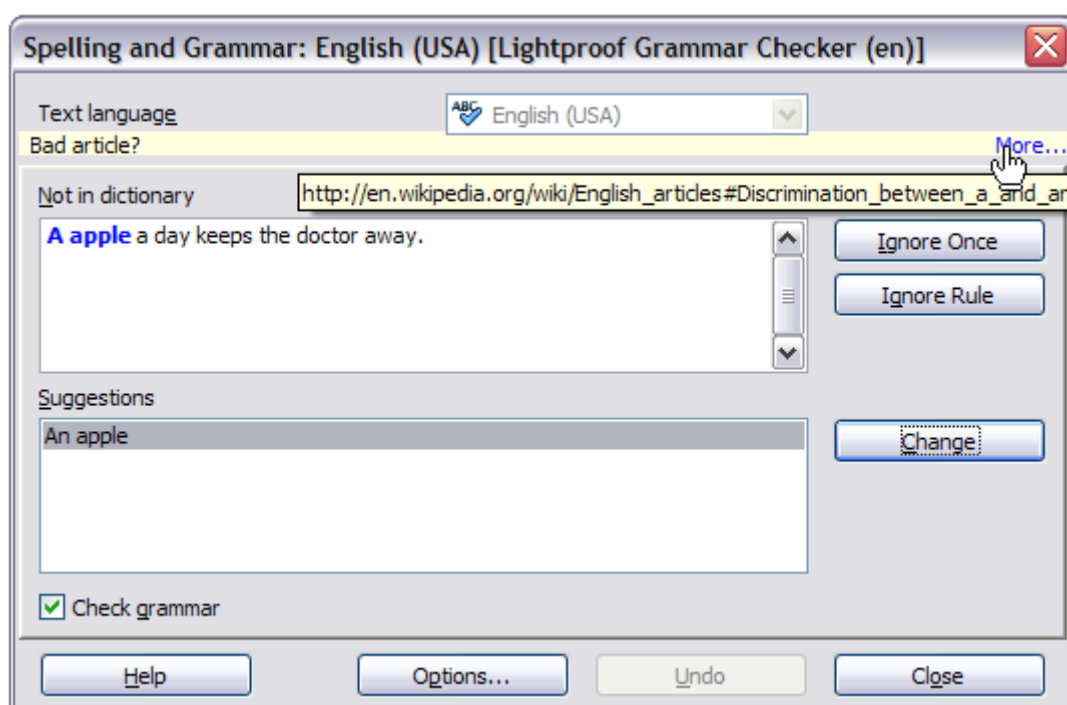 Spelling and Grammar: English (USA) [Lightproof Grammar Checker (en)]
Text language
ABC English (USA)
Bad article? More...
http://en.wikipedia.org/wiki/English_articles#Discrimination_between_a_and_an
Not in dictionary
A apple a day keeps the doctor away.
Ignore Once
Ignore Rule
Suggestions
An apple
Change
Check grammar
Help Options... Undo Close